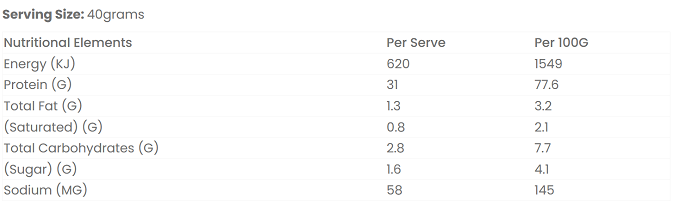 Serving Size: 40grams
Nutritional Elements Per Serve Per 100G
Energy (KJ) 620 1549
Protein (G) 31 77.6
Total Fat (G) 1.3 3.2
(Saturated) (G) 0.8 2.1
Total Carbohydrates (G) 2.8 7.7
(Sugar) (G) 1.6 4.1
Sodium (MG) 58 145